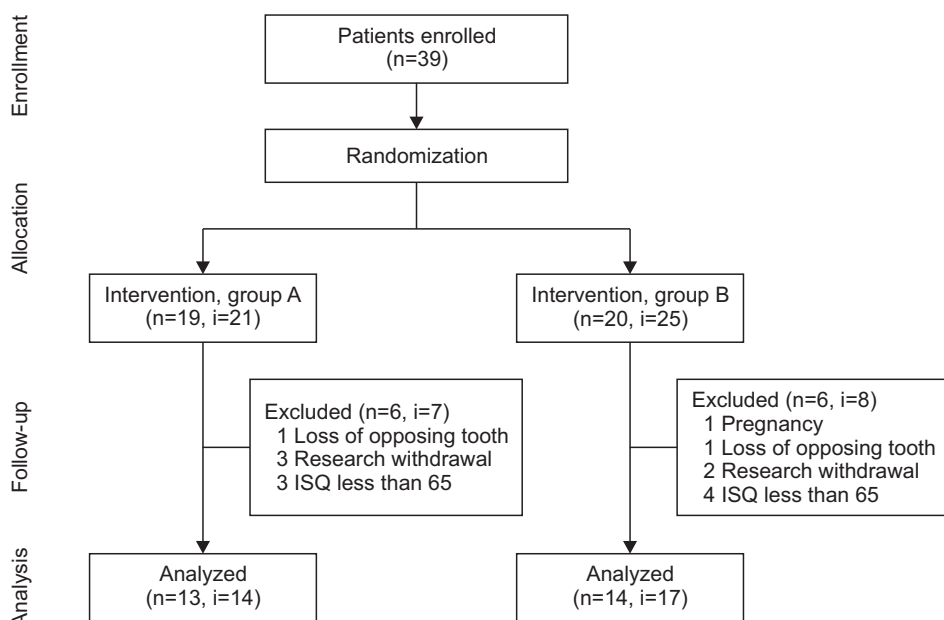 Enrollment
Patients enrolled
(n=39)
Randomization
Allocation
Intervention, group A
(n=19, i=21)
Intervention, group B
(n=20, i=25)
Follow-up
Excluded (n=6, i=7)
1 Loss of opposing tooth
3 Research withdrawal
3 ISQ less than 65
Excluded (n=6, i=8)
1 Pregnancy
1 Loss of opposing tooth
2 Research withdrawal
4 ISQ less than 65
Analysis
Analyzed
(n=13, i=14)
Analyzed
(n=14, i=17)